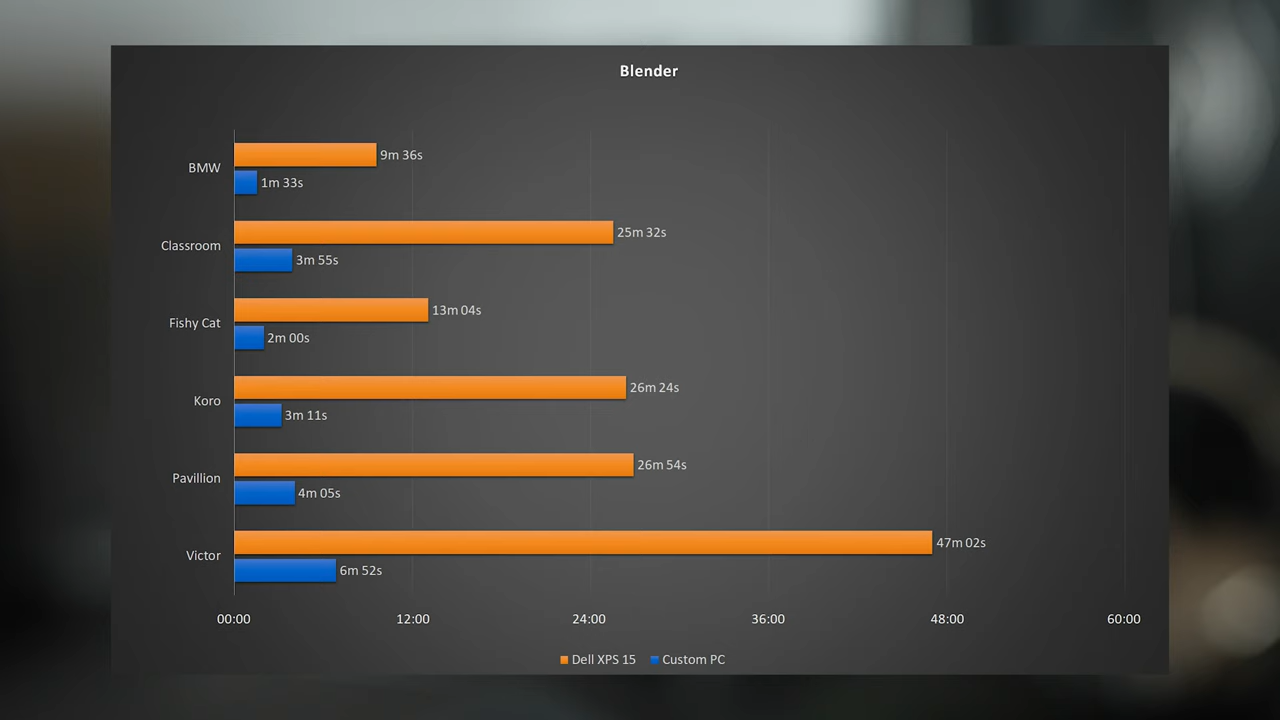 Blender
BMW
9m 36s
1m 33s
Classroom
25m 32s
3m 55s
Fishy Cat
13m 04s
2m 00s
Koro
26m 24s
3m 11s
Pavillion
26m 54s
4m 05s
Victor
47m 02s
6m 52s
00:00 12:00 24:00 36:00 48:00 60:00
Dell XPS 15 Custom PC